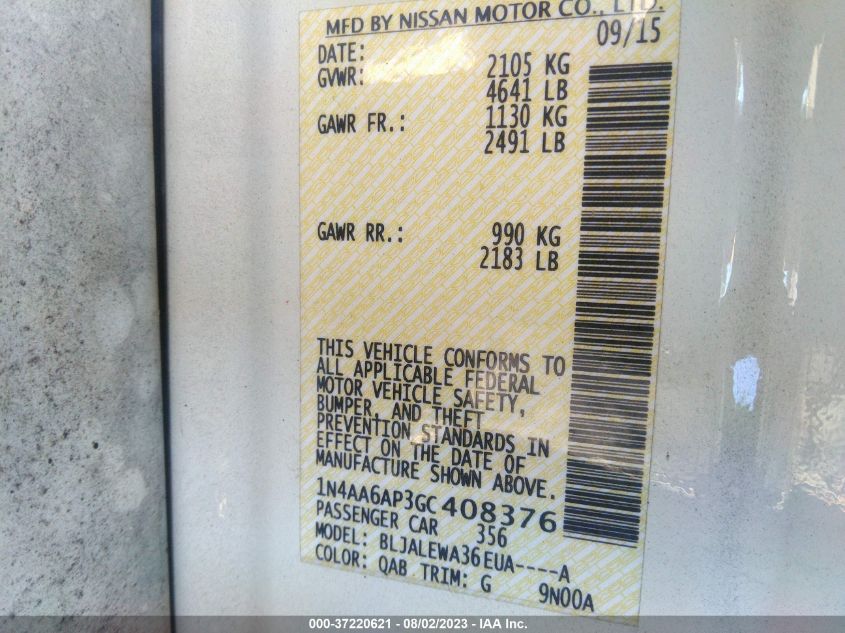 MFD BY NISSAN MOTOR CO., LTD.
DATE: 09/15
GVWR: 2105 KG
4641 LB
GAWR FR.: 1130 KG
2491 LB
GAWR RR.: 990 KG
2183 LB
THIS VEHICLE CONFORMS TO
ALL APPLICABLE FEDERAL
MOTOR VEHICLE SAFETY,
BUMPER, AND THEFT
PREVENTION STANDARDS IN
EFFECT ON THE DATE OF
MANUFACTURE SHOWN ABOVE.
1N4AA6AP3GC408376
PASSENGER CAR 356
MODEL: BLJALEWA36EUA----A
COLOR: QAB TRIM: G 9N00A
000-37220621 - 08/02/2023 - IAA Inc.